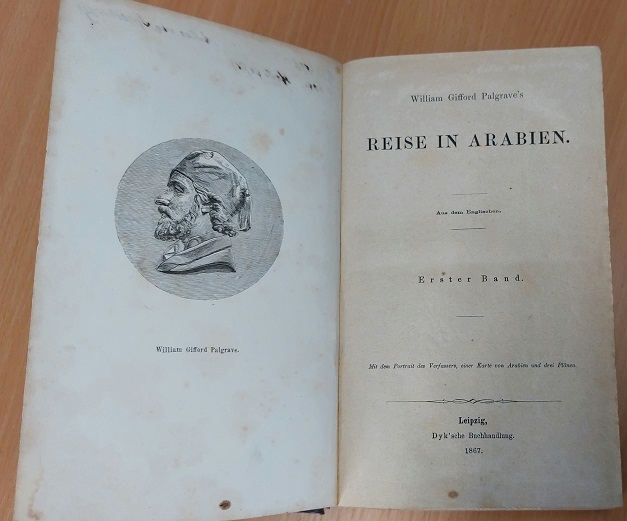 William Gifford Palgrave.
William Gifford Palgrave's
REISE IN ARABIEN.
Aus dem Englischen.
Erster Band.
Mit dem Portrait des Verfassers, einer Karte von Arabien und drei Plänen.
Leipzig,
Dyk'sche Buchhandlung.
1867.